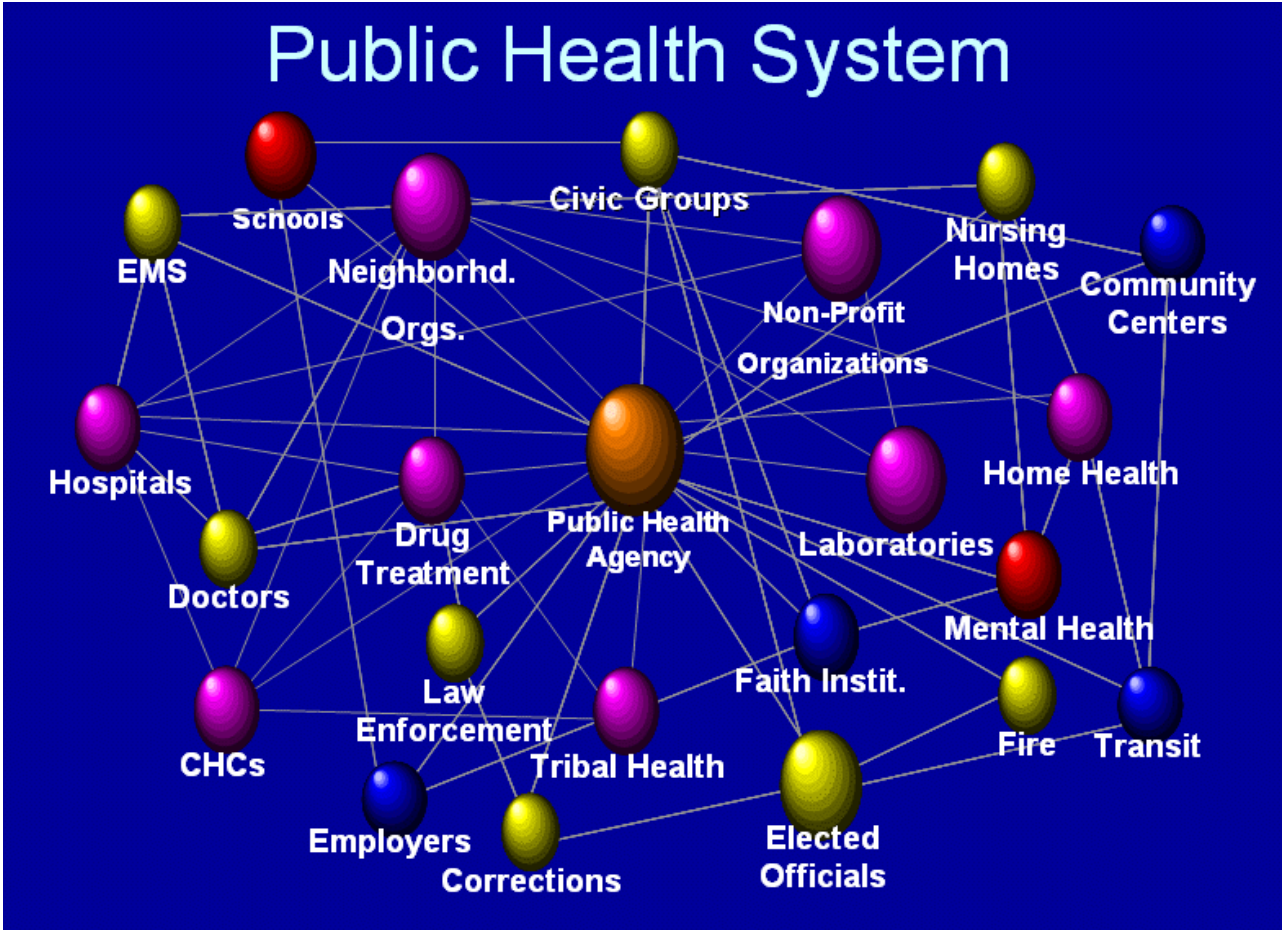 Public Health System
Schools
Civic Groups
EMS
Neighborhd.
Orgs.
Nursing
Homes
Community
Centers
Non-Profit
Organizations
Hospitals
Home Health
Drug
Treatment
Public Health
Agency
Laboratories
Doctors
Mental Health
Law
Enforcement
Faith Instit.
CHCs
Tribal Health
Fire
Transit
Employers
Corrections
Elected
Officials